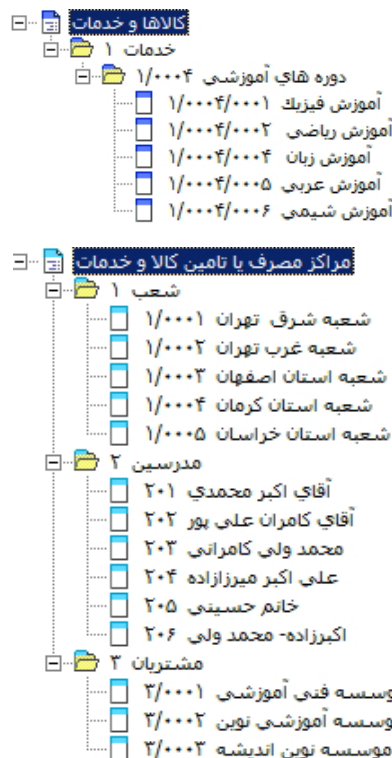 كالاها و خدمات
خدمات ۱
دوره هاي آموزشي ۱/۰۰۰۴
آموزش فيزيك ۱/۰۰۰۴/۰۰۰۱
آموزش رياضي ۱/۰۰۰۴/۰۰۰۲
آموزش زبان ۱/۰۰۰۴/۰۰۰۴
آموزش عربي ۱/۰۰۰۴/۰۰۰۵
آموزش شيمي ۱/۰۰۰۴/۰۰۰۶
مراكز مصرف يا تامين كالا و خدمات
شعب ۱
شعبه شرق تهران ۱/۰۰۰۱
شعبه غرب تهران ۱/۰۰۰۲
شعبه استان اصفهان ۱/۰۰۰۳
شعبه استان كرمان ۱/۰۰۰۴
شعبه استان خراسان ۱/۰۰۰۵
مدرسين ۲
آقاي اكبر محمدي ۲۰۱
آقاي كامران علي پور ۲۰۲
محمد ولي كامراني ۲۰۳
علي اكبر ميرزازاده ۲۰۴
خانم حسيني ۲۰۵
اكبرزاده- محمد ولي ۲۰۶
مشتريان ۳
وسسه فني آموزشي ۳/۰۰۰۱
وسسه آموزشي نوين ۳/۰۰۰۲
موسسه نوين انديشه ۳/۰۰۰۳